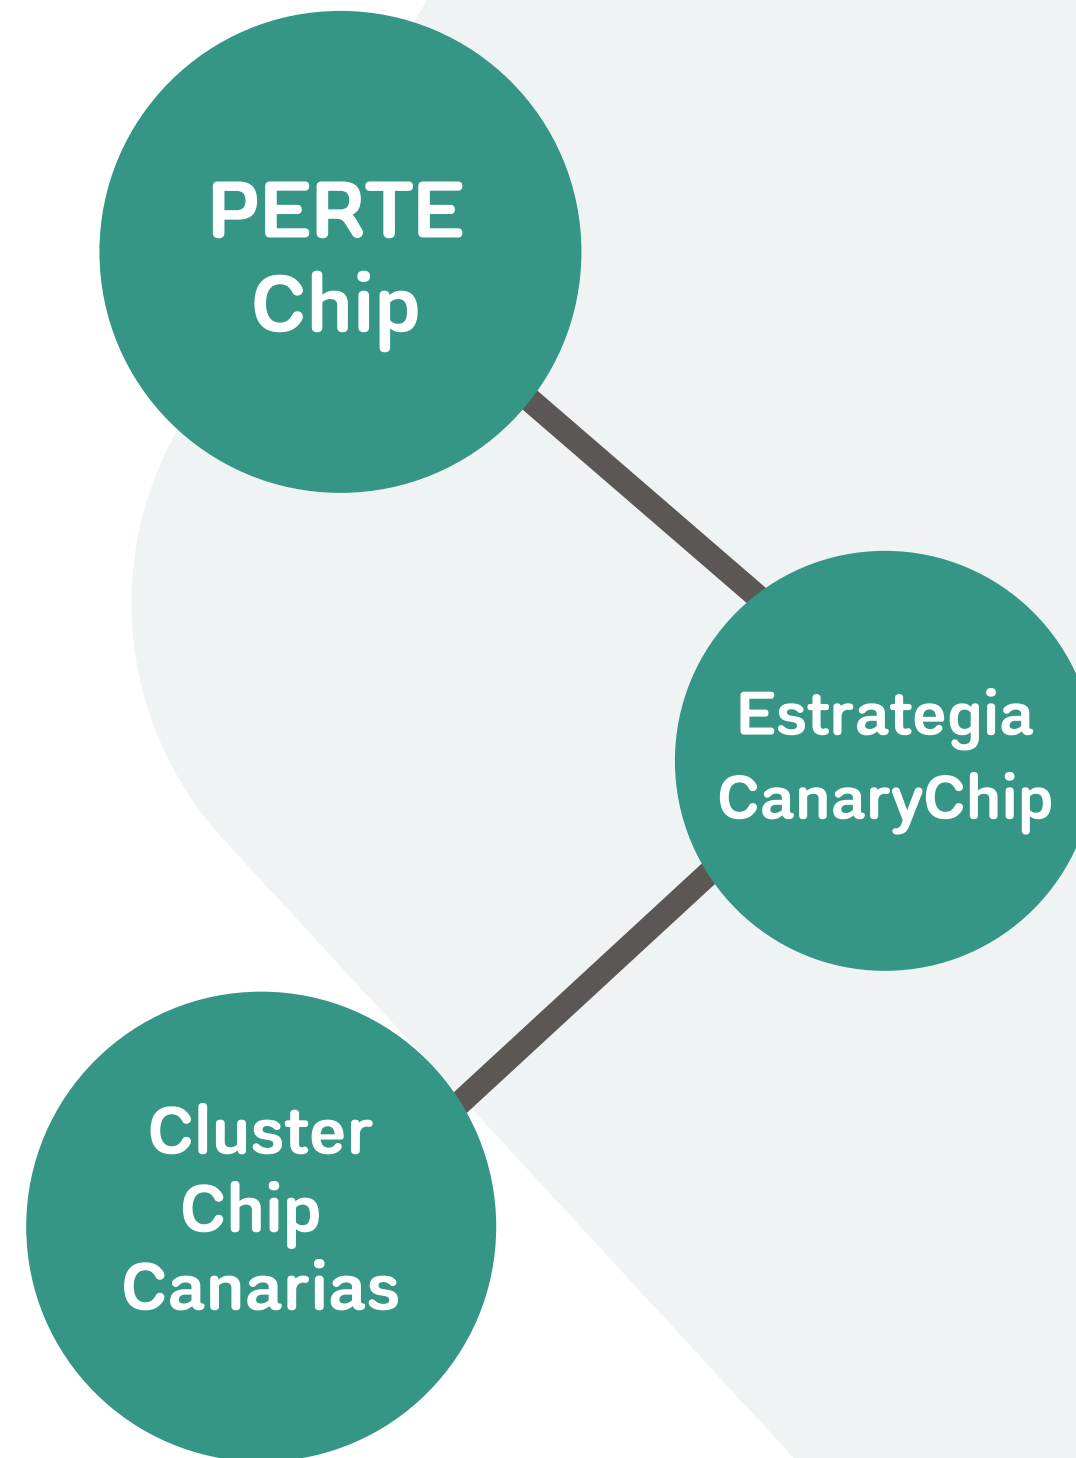 PERTE
Chip
Estrategia
CanaryChip
Cluster
Chip
Canarias